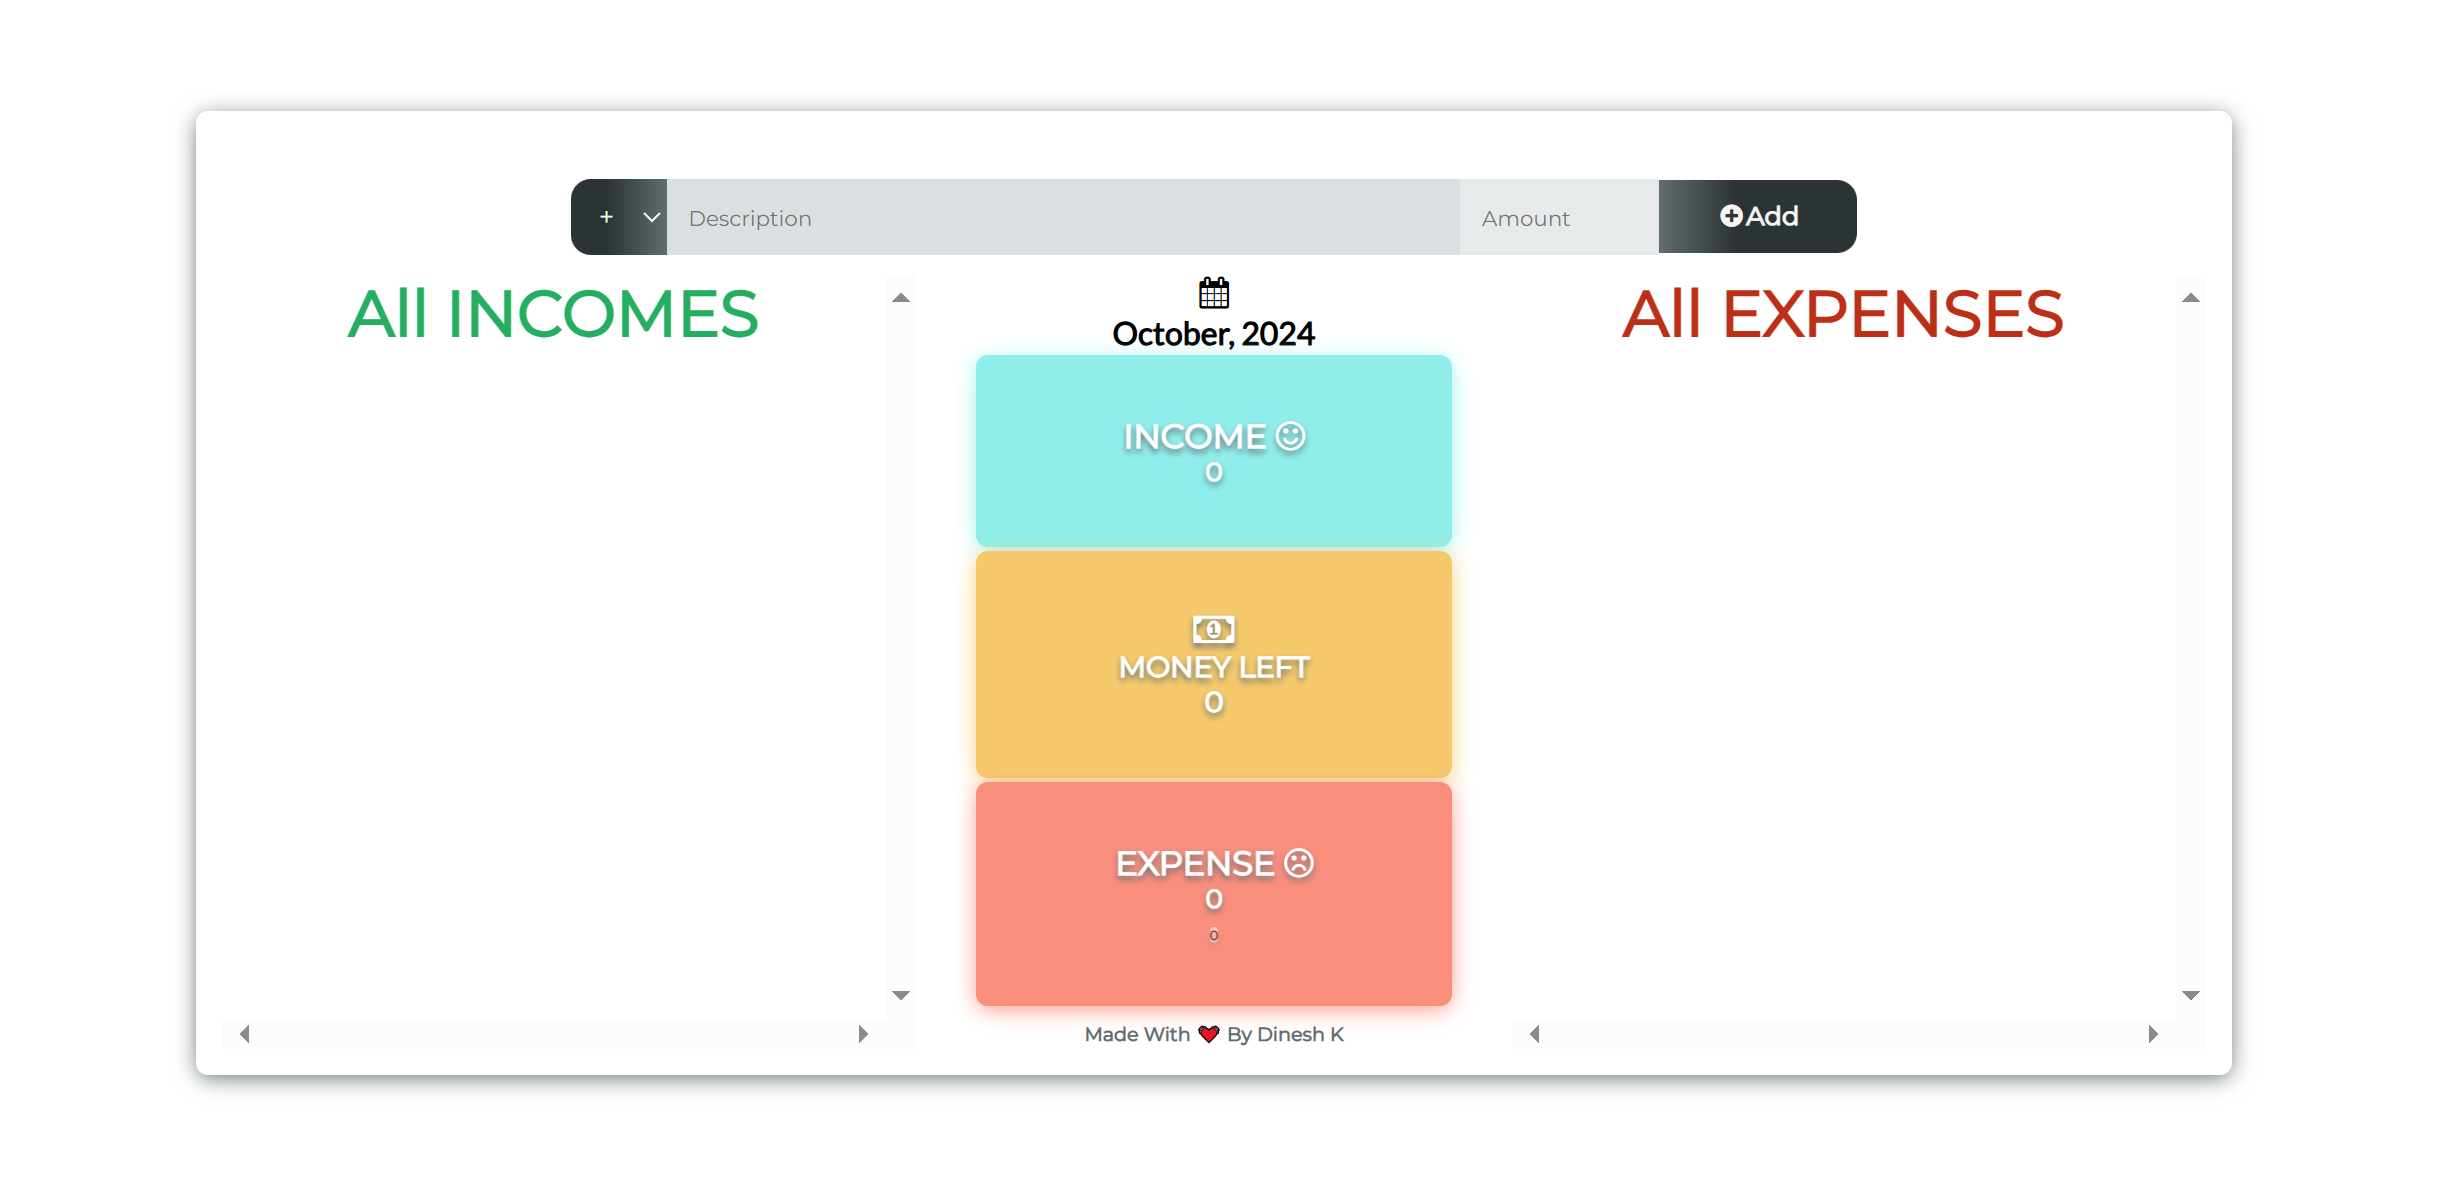 +
Description
Amount
Add
All INCOMES
October, 2024
INCOME
0
1
MONEY LEFT
0
EXPENSE
0
0
All EXPENSES
Made With By Dinesh K